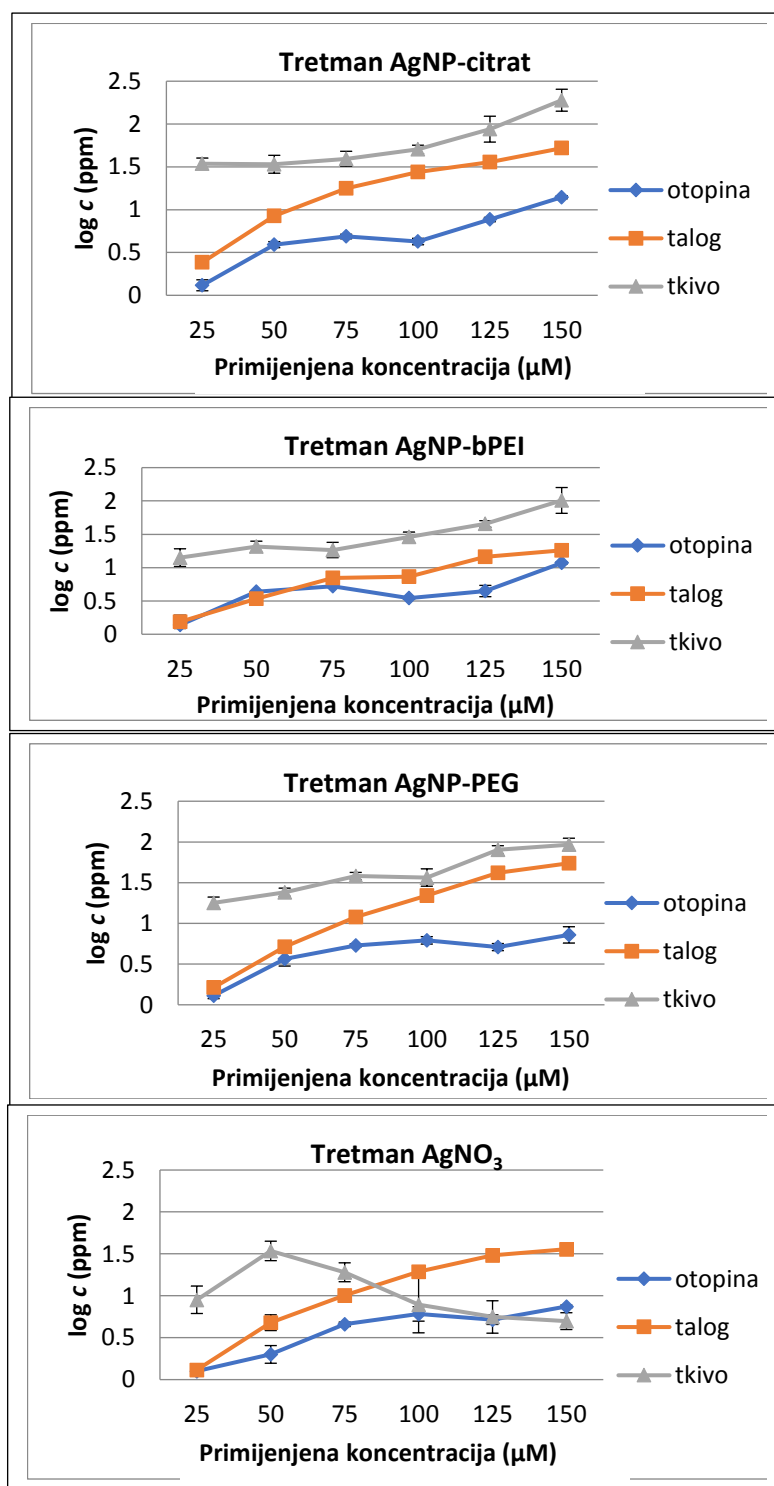 Tretman AgNP-citrat
2.5
2
1.5
1
0.5
0
log c (ppm)
25 50 75 100 125 150
Primijenjena koncentracija (µM)
otopina
talog
tkivo
Tretman AgNP-bPEI
2.5
2
1.5
1
0.5
0
log c (ppm)
25 50 75 100 125 150
Primijenjena koncentracija (µM)
otopina
talog
tkivo
Tretman AgNP-PEG
2.5
2
1.5
1
0.5
0
log c (ppm)
25 50 75 100 125 150
Primijenjena koncentracija (µM)
otopina
talog
tkivo
Tretman AgNO₃
2.5
2
1.5
1
0.5
0
log c (ppm)
25 50 75 100 125 150
Primijenjena koncentracija (µM)
otopina
talog
tkivo